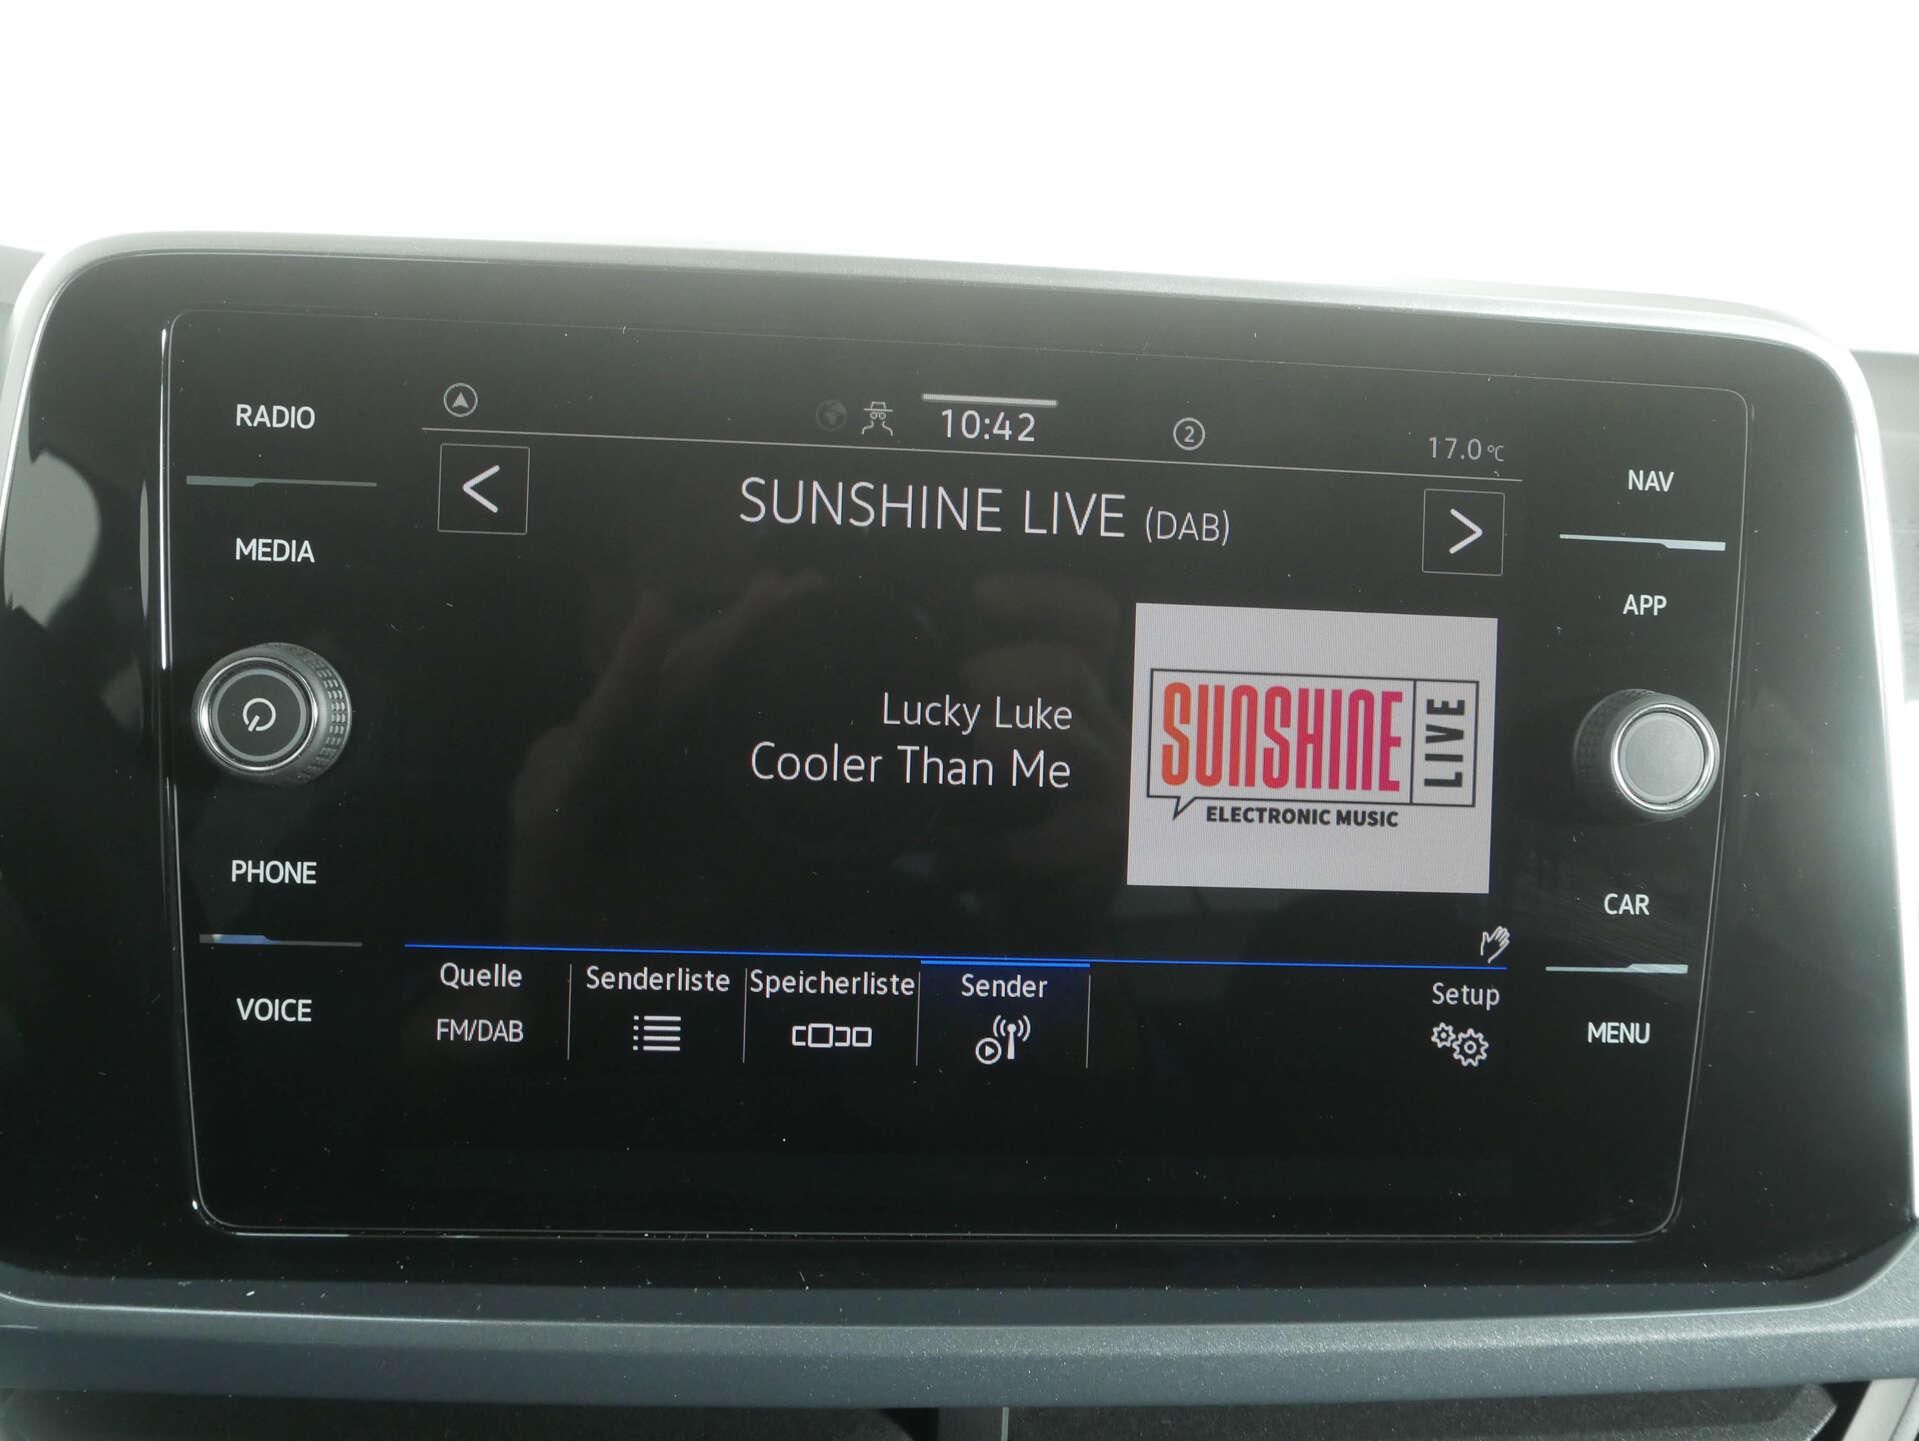 RADIO
MEDIA
PHONE
VOICE
10:42
2
17.0 °C
SUNSHINE LIVE (DAB)
Lucky Luke
Cooler Than Me
SUNSHINE LIVE
ELECTRONIC MUSIC
Quelle
FM/DAB
Senderliste
Speicherliste
Sender
Setup
NAV
APP
CAR
MENU